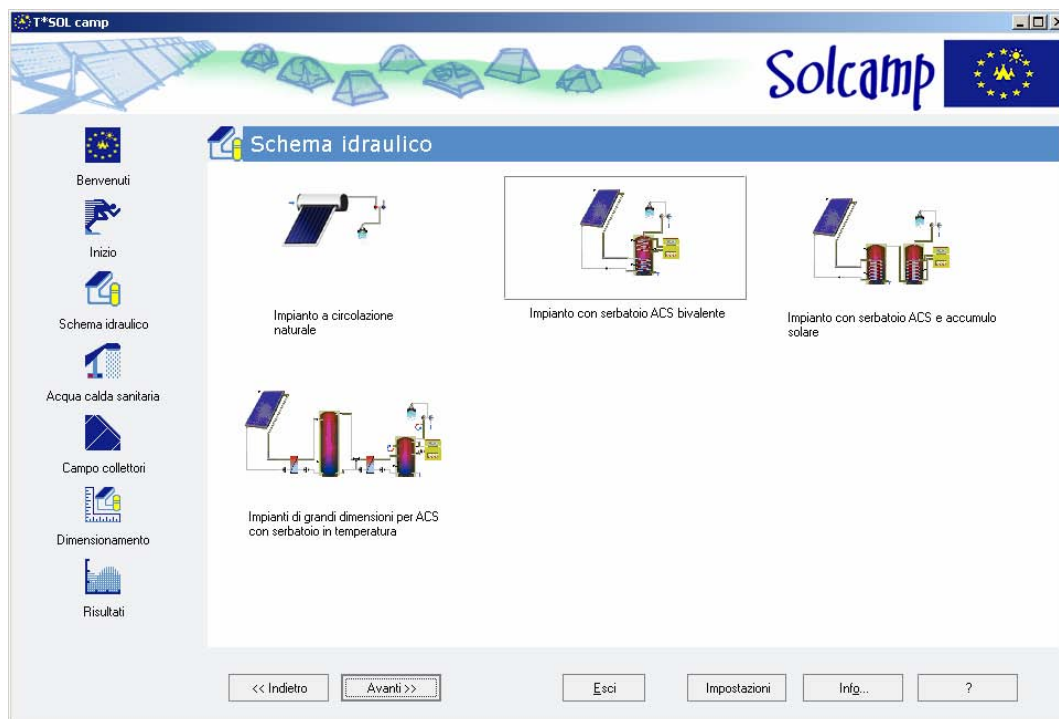 T*SOL camp
Solcamp
Schema idraulico
Benvenuti
Inizio
Schema idraulico
Acqua calda sanitaria
Campo collettori
Dimensionamento
Risultati
Impianto a circolazione
naturale
Impianto con serbatoio ACS bivalente
Impianto con serbatoio ACS e accumulo
solare
Impianti di grandi dimensioni per ACS
con serbatoio in temperatura
<< Indietro
Avanti >>
Esci
Impostazioni
Info...
?